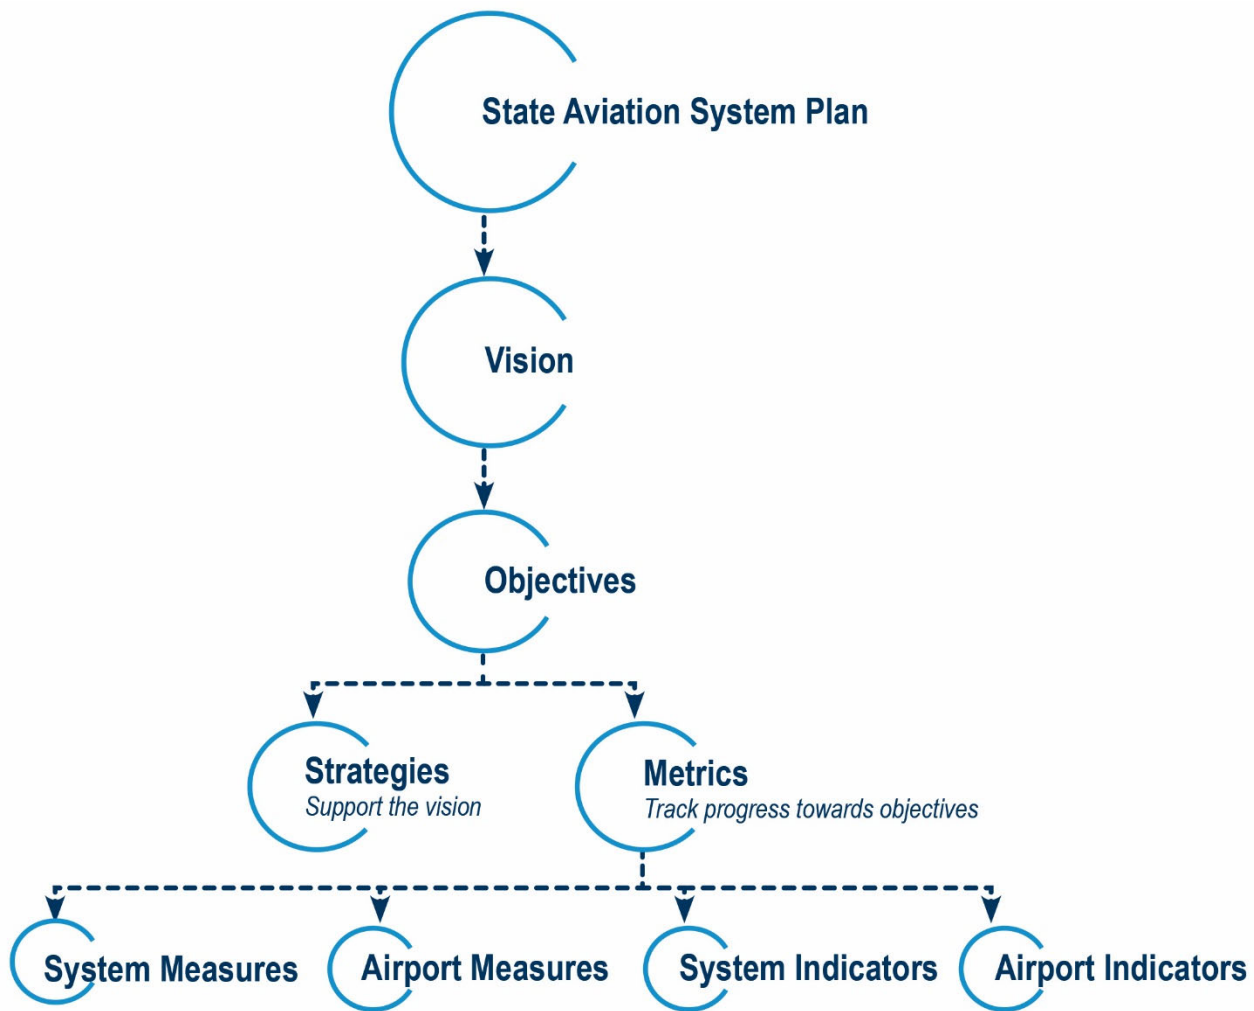 State Aviation System Plan
Vision
Objectives
Strategies
Support the vision
Metrics
Track progress towards objectives
System Measures
Airport Measures
System Indicators
Airport Indicators